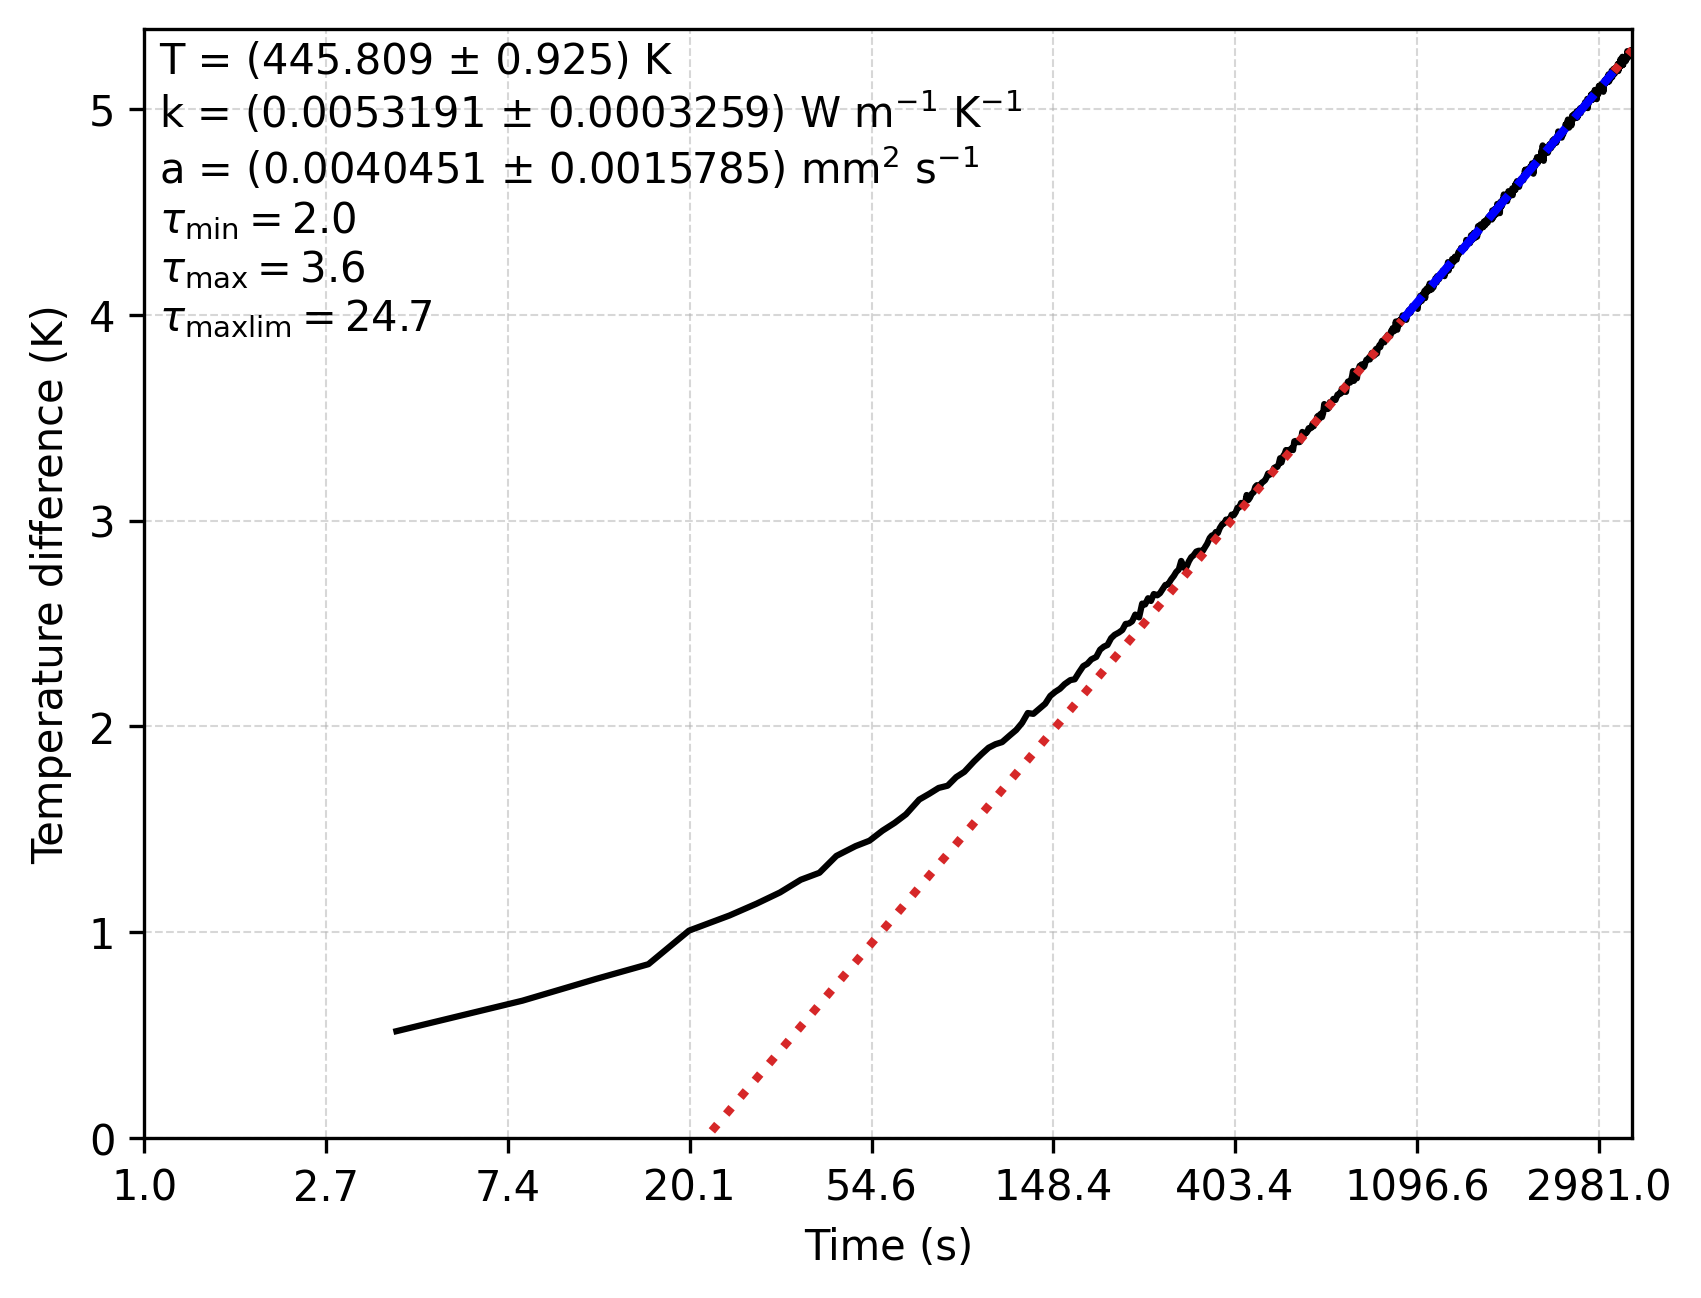 T = (445.809 ± 0.925) K
k = (0.0053191 ± 0.0003259) W m⁻¹ K⁻¹
a = (0.0040451 ± 0.0015785) mm² s⁻¹
τmin = 2.0
τmax = 3.6
τmaxlim = 24.7
Temperature difference (K)
5
4
3
2
1
0
1.0 2.7 7.4 20.1 54.6 148.4 403.4 1096.6 2981.0
Time (s)